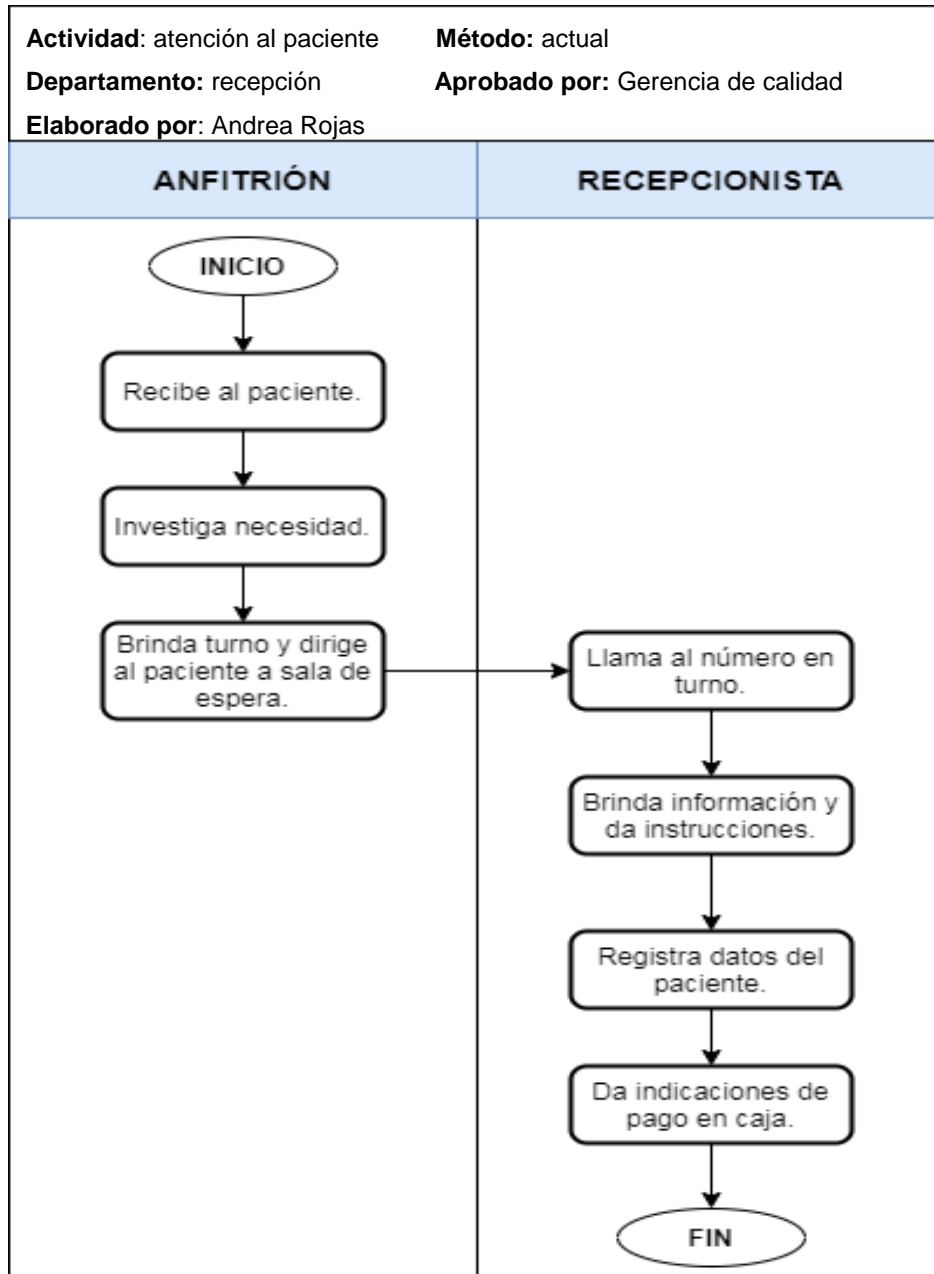 Actividad: atención al paciente Método: actual
Departamento: recepción Aprobado por: Gerencia de calidad
Elaborado por: Andrea Rojas
ANFITRIÓN RECEPCIONISTA
INICIO
Recibe al paciente.
Investiga necesidad.
Brinda turno y dirige
al paciente a sala de
espera.
Llama al número en
turno.
Brinda información y
da instrucciones.
Registra datos del
paciente.
Da indicaciones de
pago en caja.
FIN